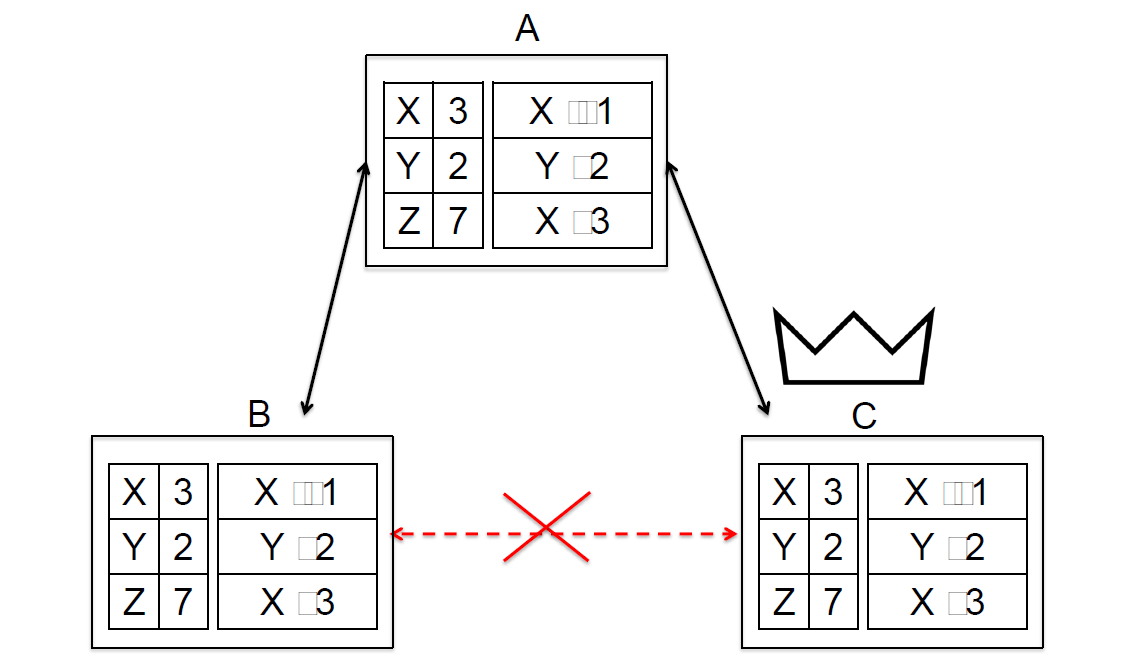 A
X 3 X □□□1
Y 2 Y □2
Z 7 X □3
B C
X 3 X □□□1 X 3 X □□□1
Y 2 Y □2 Y 2 Y □2
Z 7 X □3 Z 7 X □3